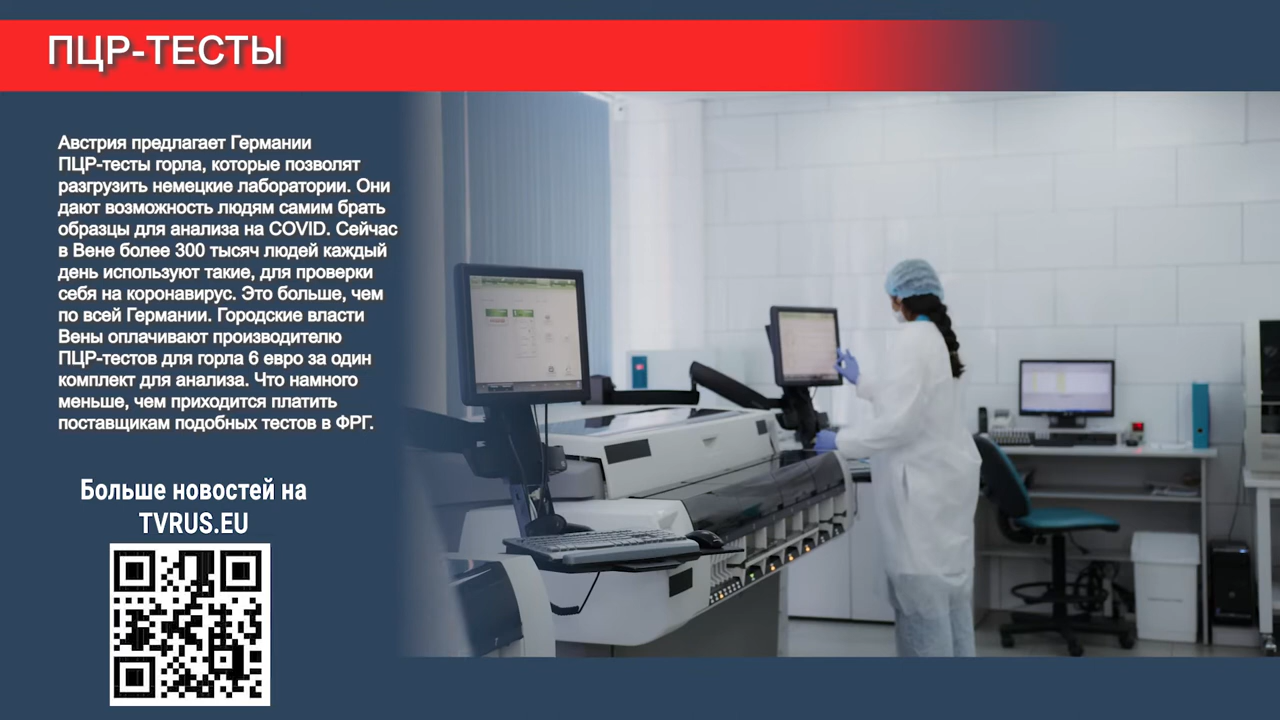 ПЦР-ТЕСТЫ
Австрия предлагает Германии
ПЦР-тесты горла, которые позволят
разгрузить немецкие лаборатории. Они
дают возможность людям самим брать
образцы для анализа на COVID. Сейчас
в Вене более 300 тысяч людей каждый
день используют такие, для проверки
себя на коронавирус. Это больше, чем
по всей Германии. Городские власти
Вены оплачивают производителю
ПЦР-тестов для горла 6 евро за один
комплект для анализа. Что намного
меньше, чем приходится платить
поставщикам подобных тестов в ФРГ.
Больше новостей на
TVRUS.EU